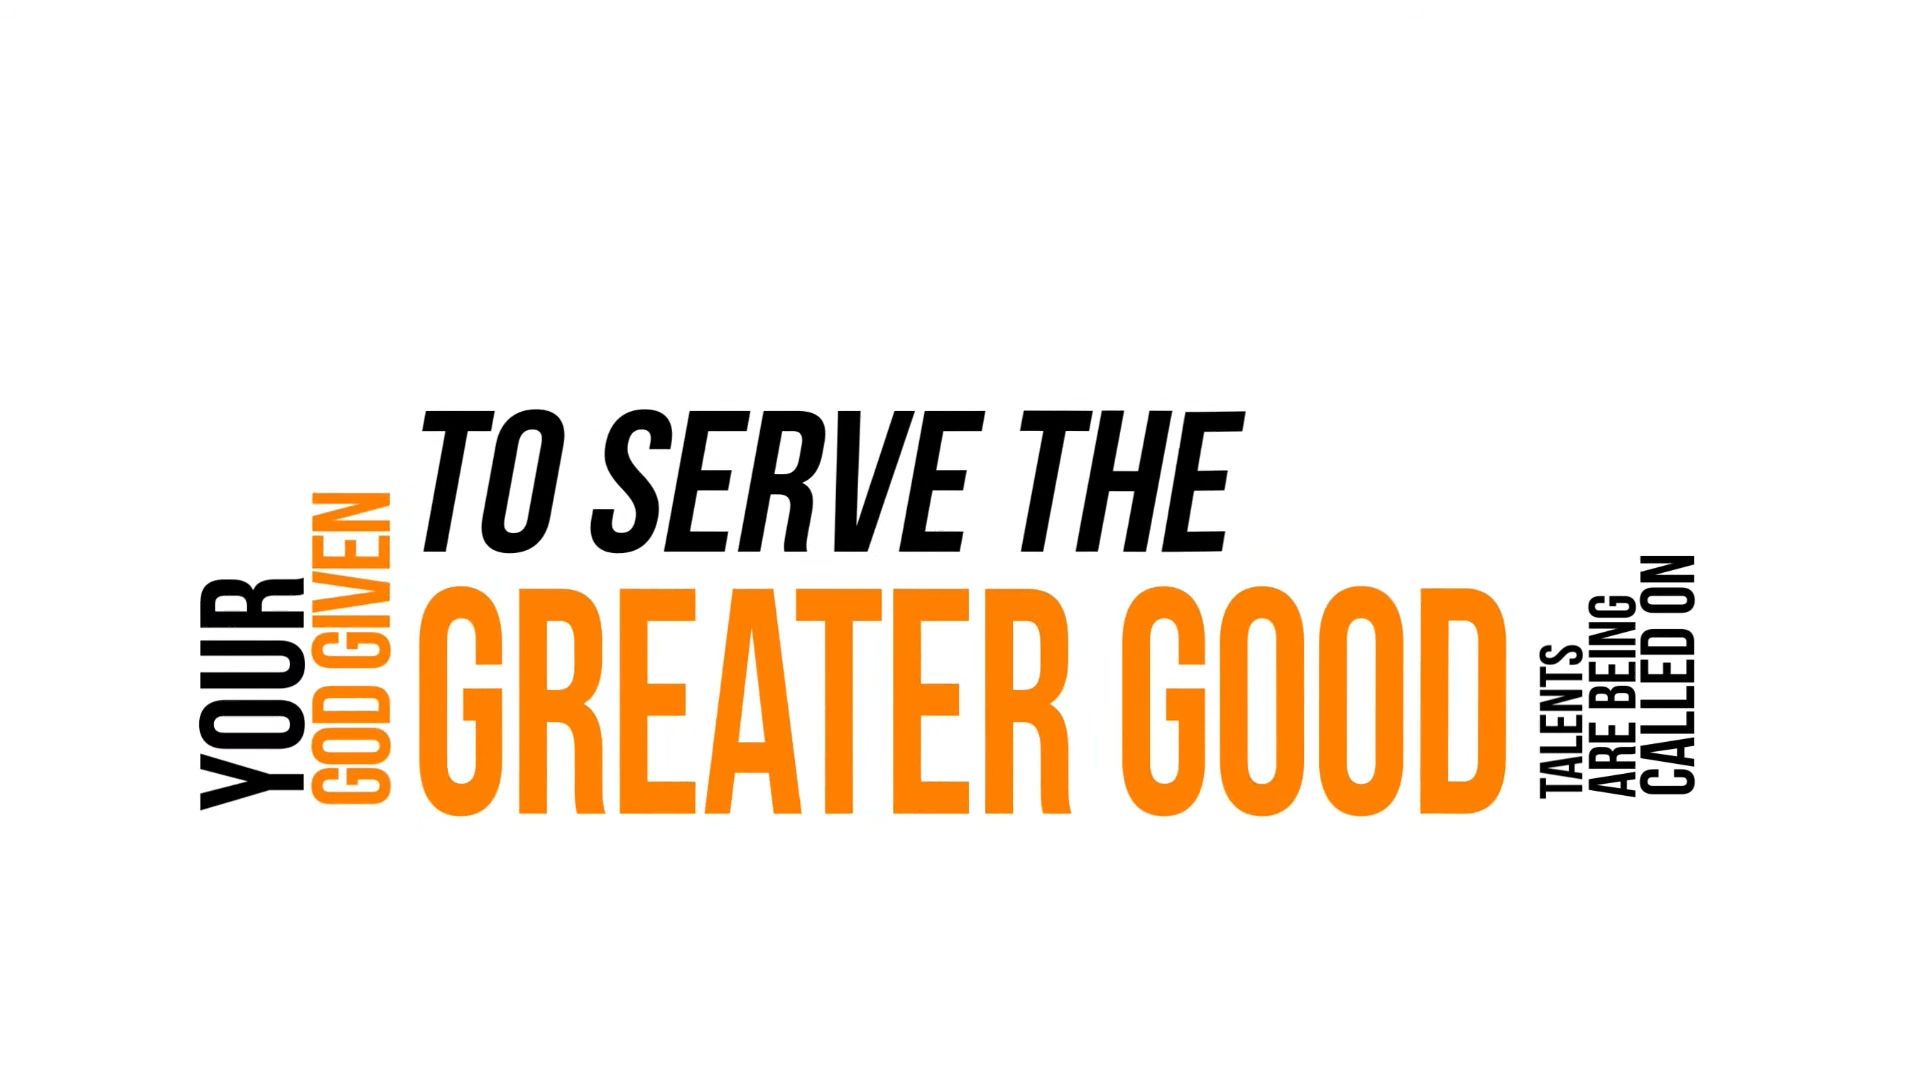 YOUR
GOD GIVEN
TO SERVE THE
GREATER GOOD
TALENTS
ARE BEING
CALLED ON